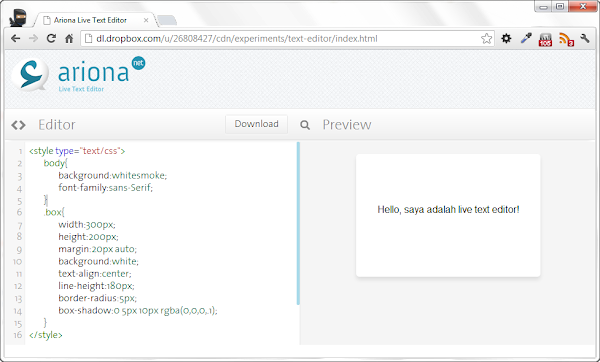 Ariona Live Text Editor
dl.dropbox.com/u/26808427/cdn/experiments/text-editor/index.html
ariona
net
Live Text Editor
Editor
Download
Preview
1 <style type="text/css">
2 body{
3 background:whitesmoke;
4 font-family:sans-Serif;
5 }
6 .box{
7 width:300px;
8 height:200px;
9 margin:20px auto;
10 background:white;
11 text-align:center;
12 line-height:180px;
13 border-radius:5px;
14 box-shadow:0 5px 10px rgba(0,0,0,.1);
15 }
16 </style>
Hello, saya adalah live text editor!